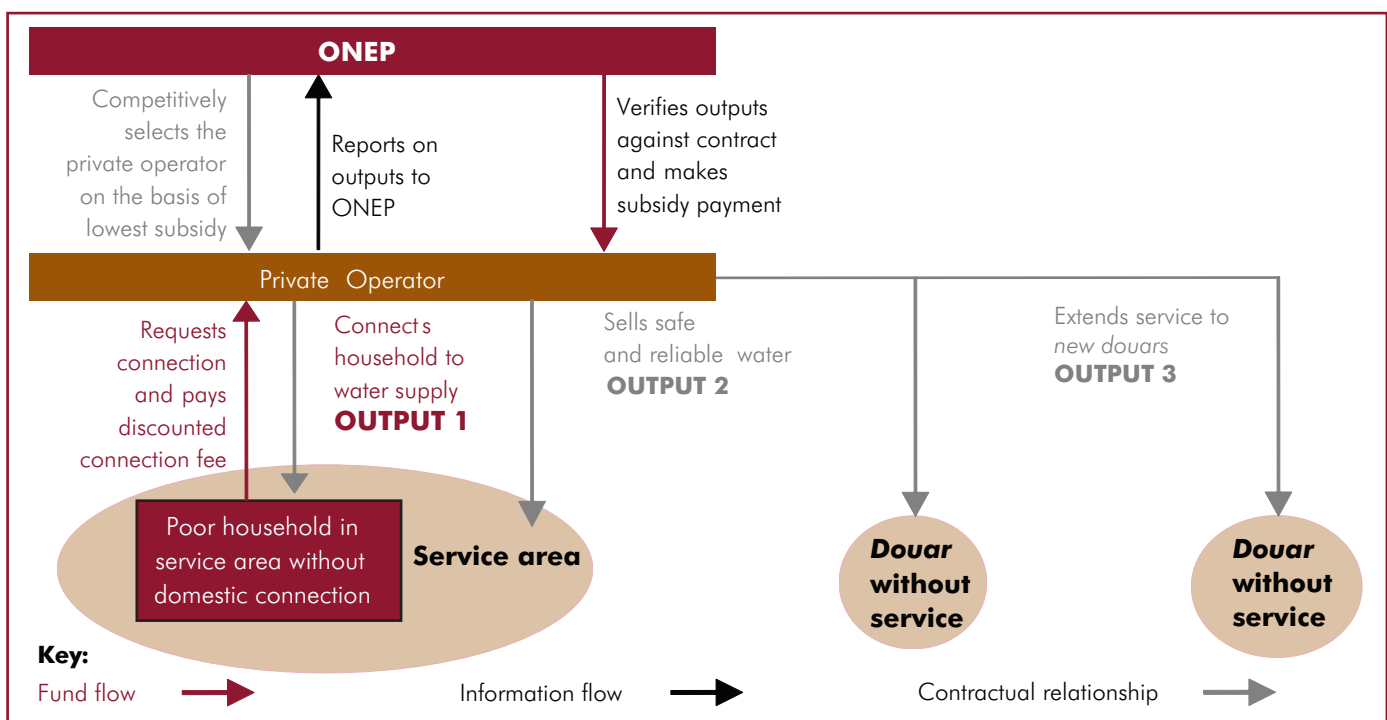 ONEP
Competitively
selects the
private operator
on the basis of
lowest subsidy
Reports on
outputs to
ONEP
Verifies outputs
against contract
and makes
subsidy payment
Private Operator
Requests
connection
and pays
discounted
connection fee
Connects
household to
water supply
OUTPUT 1
Sells safe
and reliable water
OUTPUT 2
Extends service to
new douars
OUTPUT 3
Poor household in
service area without
domestic connection
Service area
Douar
without
service
Douar
without
service
Key:
Fund flow
Information flow
Contractual relationship